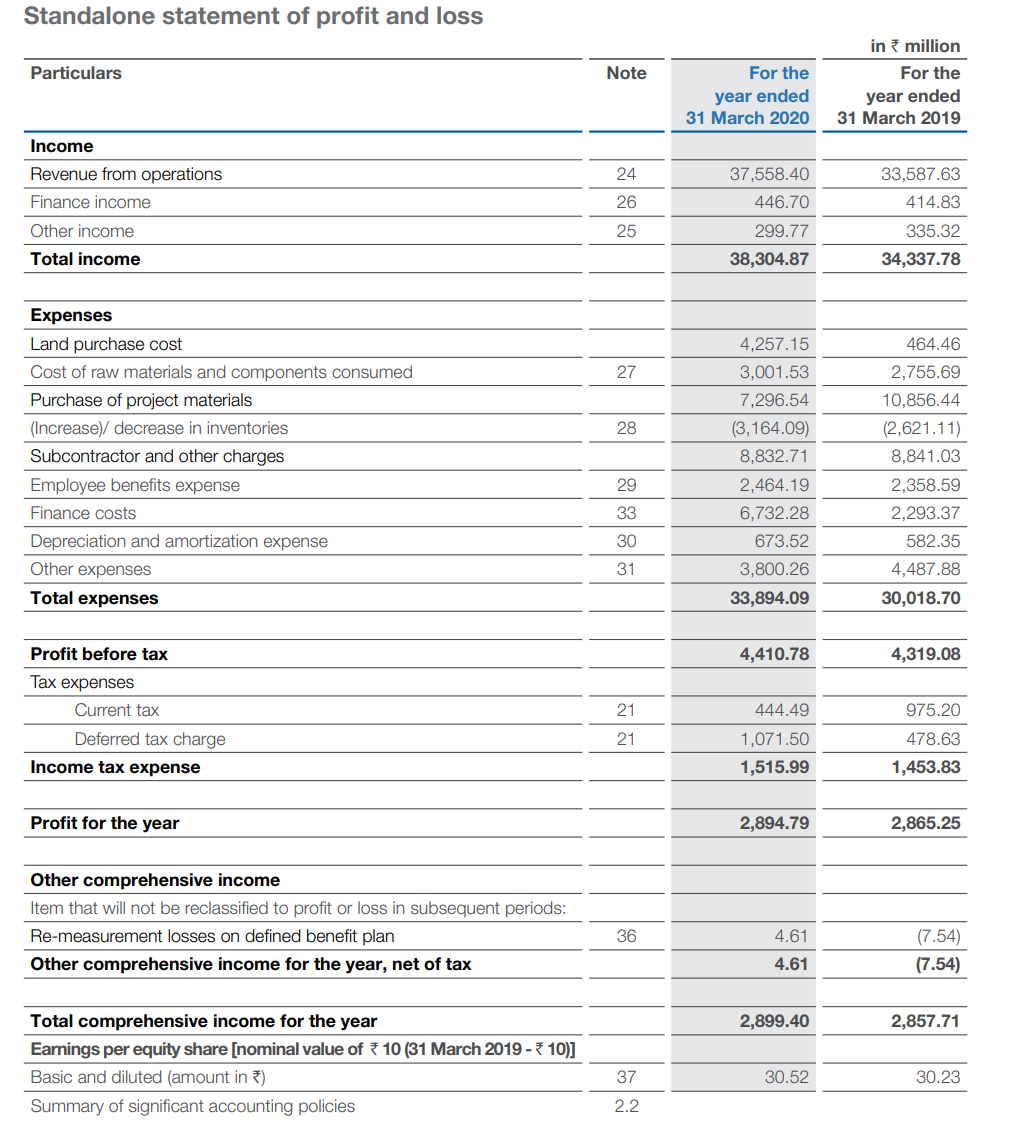 Standalone statement of profit and loss
in ₹ million
Particulars Note For the year ended 31 March 2020 For the year ended 31 March 2019
Income
Revenue from operations 24 37,558.40 33,587.63
Finance income 26 446.70 414.83
Other income 25 299.77 335.32
Total income 38,304.87 34,337.78
Expenses
Land purchase cost 4,257.15 464.46
Cost of raw materials and components consumed 27 3,001.53 2,755.69
Purchase of project materials 7,296.54 10,856.44
(Increase)/ decrease in inventories 28 (3,164.09) (2,621.11)
Subcontractor and other charges 8,832.71 8,841.03
Employee benefits expense 29 2,464.19 2,358.59
Finance costs 33 6,732.28 2,293.37
Depreciation and amortization expense 30 673.52 582.35
Other expenses 31 3,800.26 4,487.88
Total expenses 33,894.09 30,018.70
Profit before tax 4,410.78 4,319.08
Tax expenses
Current tax 21 444.49 975.20
Deferred tax charge 21 1,071.50 478.63
Income tax expense 1,515.99 1,453.83
Profit for the year 2,894.79 2,865.25
Other comprehensive income
Item that will not be reclassified to profit or loss in subsequent periods:
Re-measurement losses on defined benefit plan 36 4.61 (7.54)
Other comprehensive income for the year, net of tax 4.61 (7.54)
Total comprehensive income for the year 2,899.40 2,857.71
Earnings per equity share [nominal value of ₹ 10 (31 March 2019 - ₹ 10)]
Basic and diluted (amount in ₹) 37 30.52 30.23
Summary of significant accounting policies 2.2